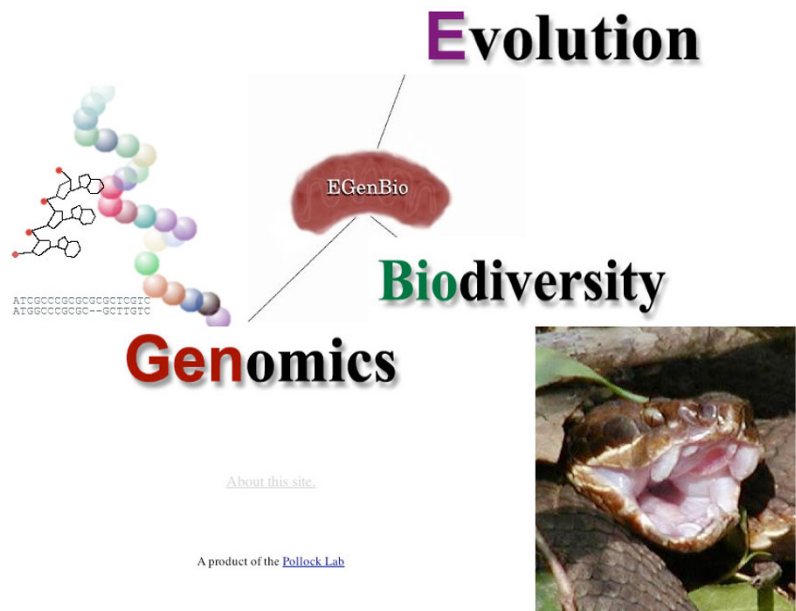 Evolution
EGenBio
Biodiversity
ATCGCCCGCGCGCGCTCGTC
ATGGCCCGCGC--GCTTGTC
Genomics
About this site.
A product of the Pollock Lab